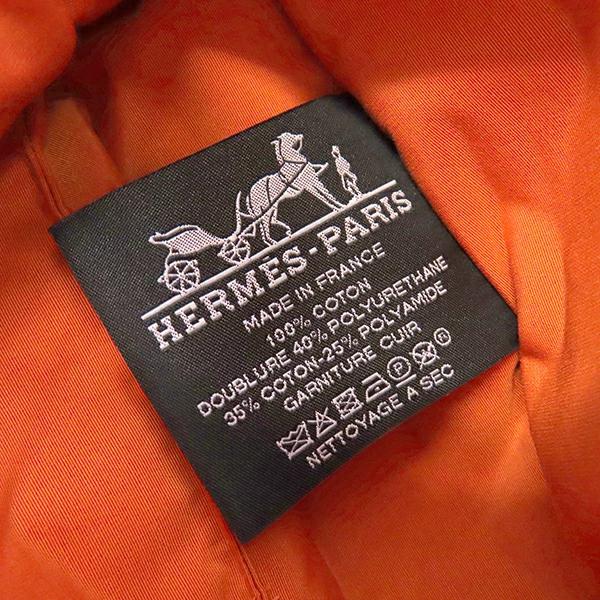 HERMES-PARIS
MADE IN FRANCE
100% COTON
DOUBLURE 40% POLYURETHANE
35% COTON-25% POLYAMIDE
GARNITURE CUIR
P ®
NETTOYAGE A SEC